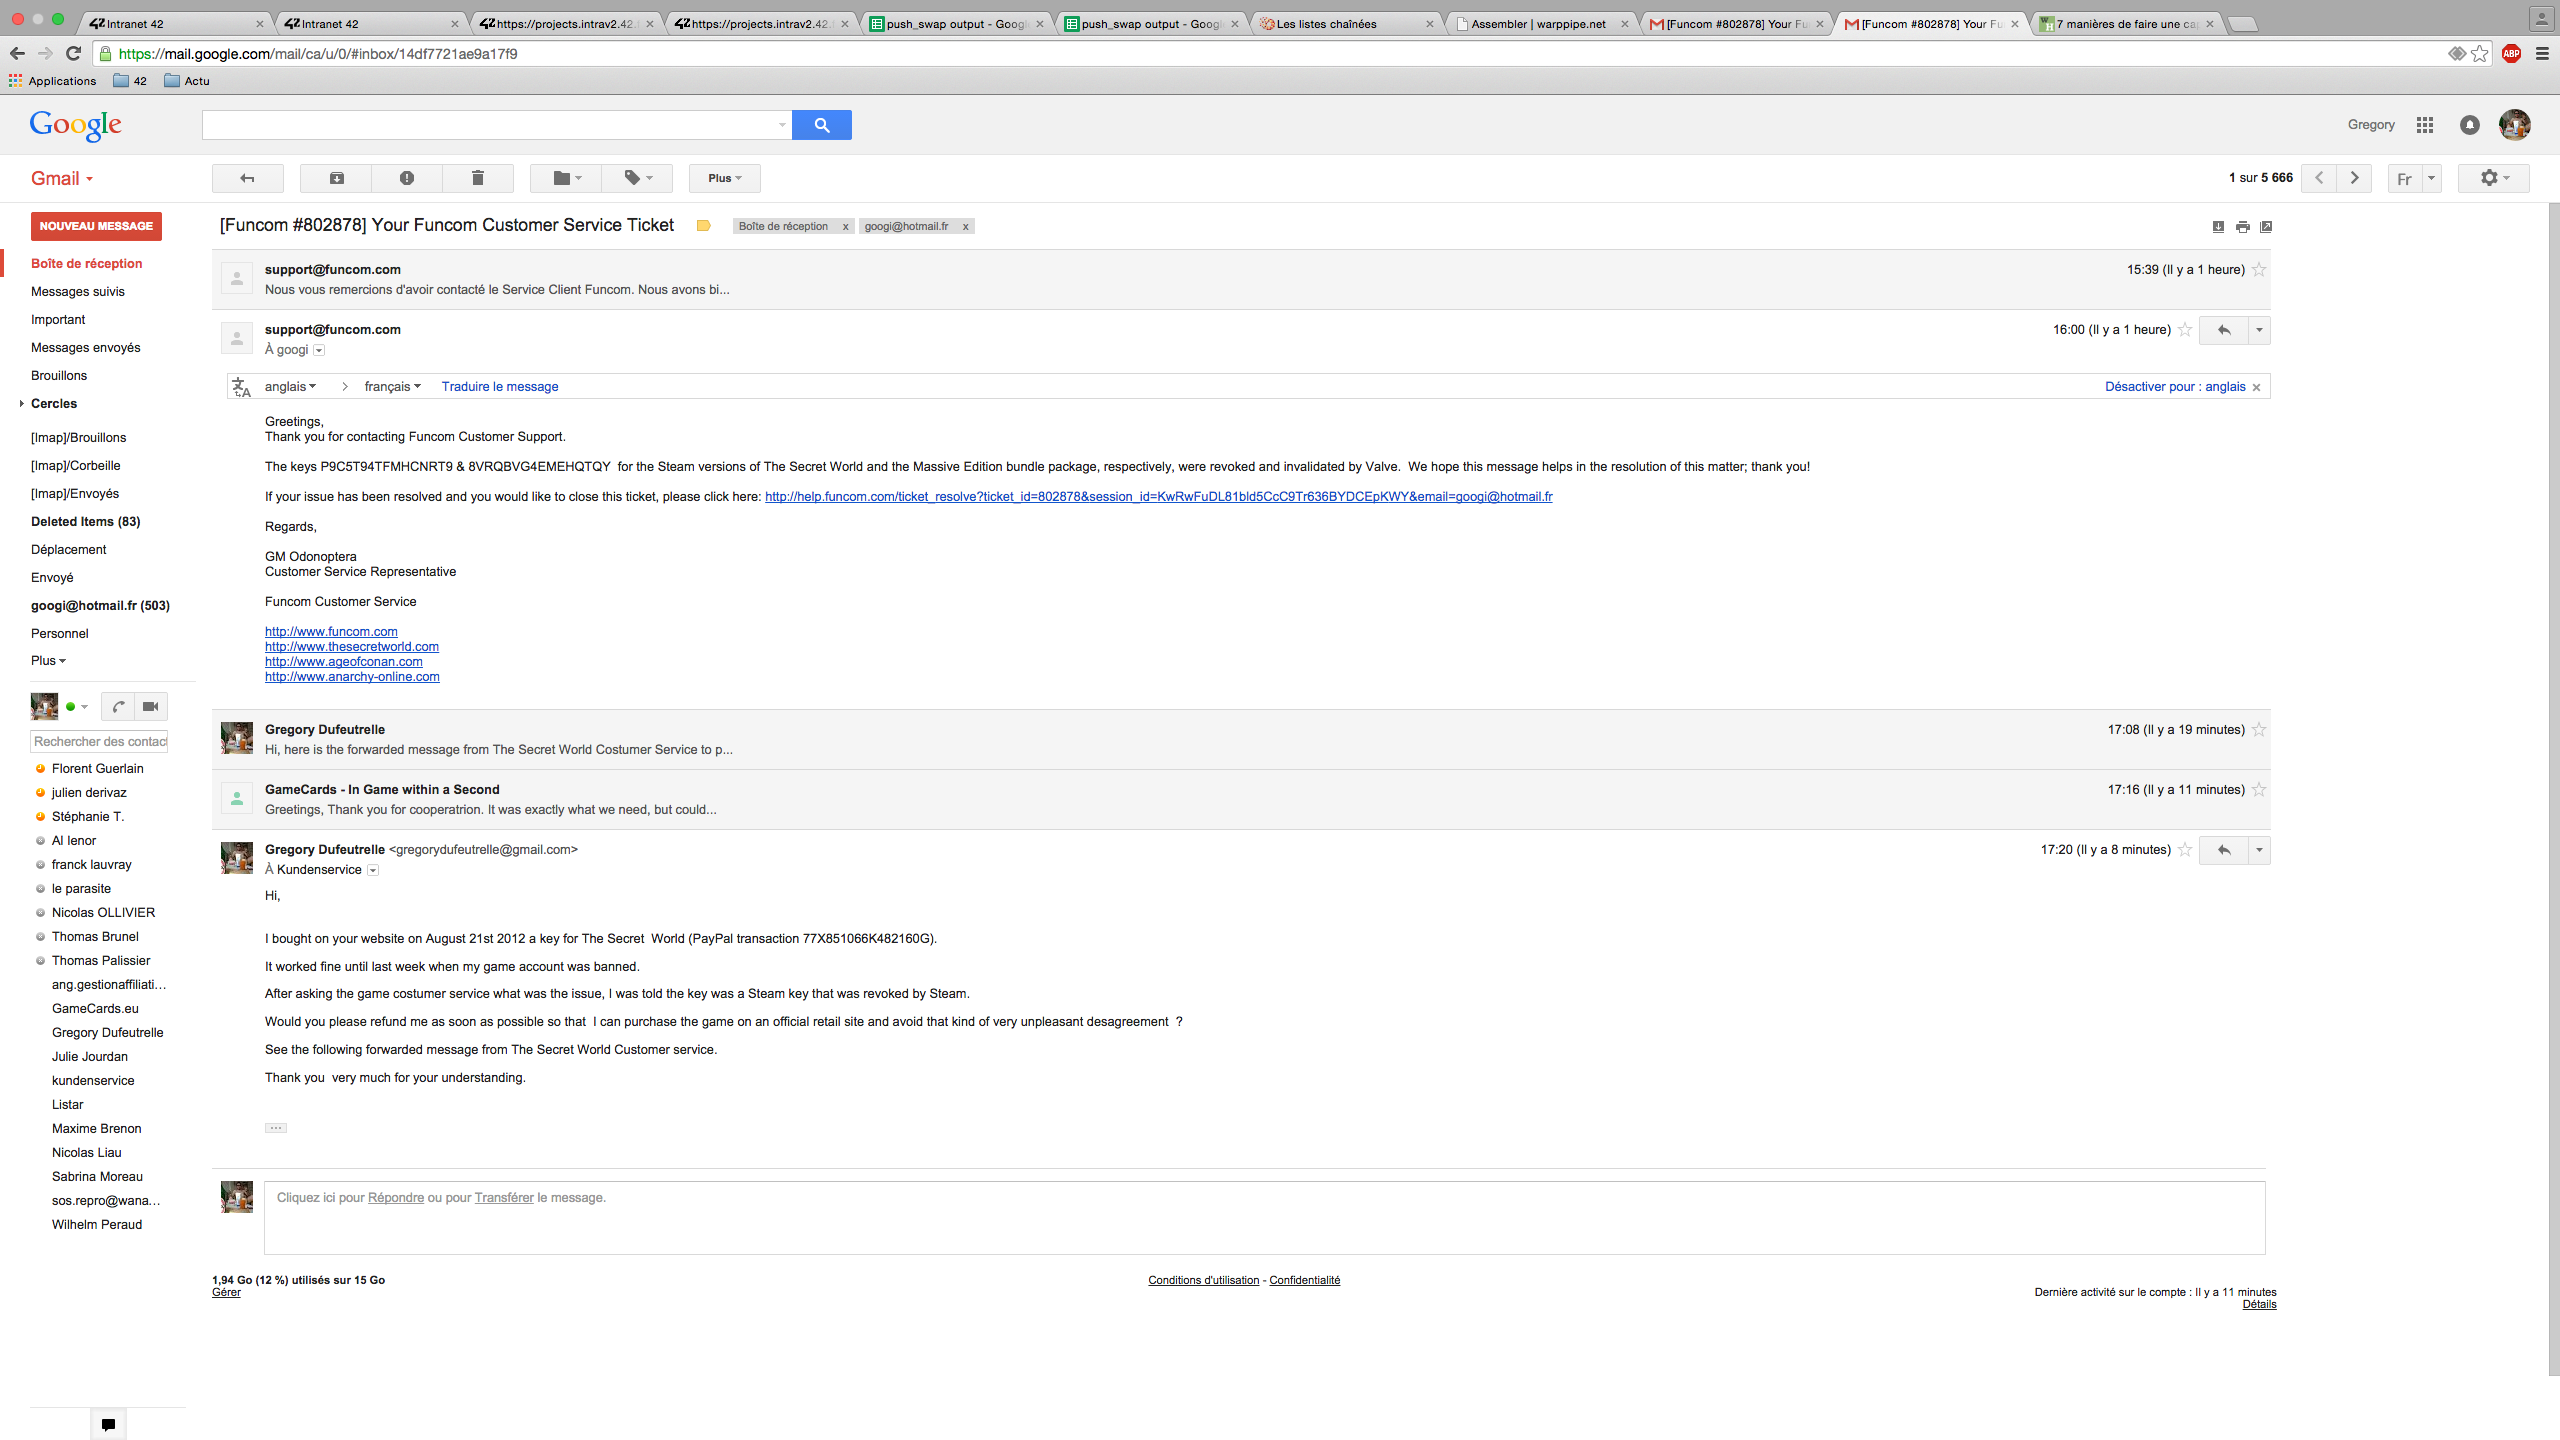 Intranet 42
Intranet 42
https://projects.intrav2.42.
https://projects.intrav2.42.
push_swap output - Googl
push_swap output - Googl
Les listes chaînées
Assembler | warppipe.net
[Funcom #802878] Your Fu
[Funcom #802878] Your Fu
7 manières de faire une ca
https://mail.google.com/mail/ca/u/0/#inbox/14df7721ae9a17f9
ABP
Applications
42
Actu
Google
Gregory
Gmail
Plus
1 sur 5 666
Fr
NOUVEAU MESSAGE
Boîte de réception
Messages suivis
Important
Messages envoyés
Brouillons
Cercles
[Imap]/Brouillons
[Imap]/Corbeille
[Imap]/Envoyés
Deleted Items (83)
Déplacement
Envoyé
googi@hotmail.fr (503)
Personnel
Plus
Rechercher des contac
Florent Guerlain
julien derivaz
Stéphanie T.
Al lenor
franck lauvray
le parasite
Nicolas OLLIVIER
Thomas Brunel
Thomas Palissier
ang.gestionaffiliati...
GameCards.eu
Gregory Dufeutrelle
Julie Jourdan
kundenservice
Listar
Maxime Brenon
Nicolas Liau
Sabrina Moreau
sos.repro@wana...
Wilhelm Peraud
[Funcom #802878] Your Funcom Customer Service Ticket
Boîte de réception x
googi@hotmail.fr x
support@funcom.com
15:39 (Il y a 1 heure)
Nous vous remercions d'avoir contacté le Service Client Funcom. Nous avons bi...
support@funcom.com
16:00 (Il y a 1 heure)
À googi
anglais > français Traduire le message
Désactiver pour : anglais x
Greetings,
Thank you for contacting Funcom Customer Support.
The keys P9C5T94TFMHCNRT9 & 8VRQBVG4EMEHQTQY for the Steam versions of The Secret World and the Massive Edition bundle package, respectively, were revoked and invalidated by Valve. We hope this message helps in the resolution of this matter; thank you!
If your issue has been resolved and you would like to close this ticket, please click here: http://help.funcom.com/ticket_resolve?ticket_id=802878&session_id=KwRwFuDL81bld5CcC9Tr636BYDCEpKWY&email=googi@hotmail.fr
Regards,
GM Odonoptera
Customer Service Representative
Funcom Customer Service
http://www.funcom.com
http://www.thesecretworld.com
http://www.ageofconan.com
http://www.anarchy-online.com
Gregory Dufeutrelle
17:08 (Il y a 19 minutes)
Hi, here is the forwarded message from The Secret World Costumer Service to p...
GameCards - In Game within a Second
17:16 (Il y a 11 minutes)
Greetings, Thank you for cooperatrion. It was exactly what we need, but could...
Gregory Dufeutrelle <gregorydufeutrelle@gmail.com>
17:20 (Il y a 8 minutes)
À Kundenservice
Hi,
I bought on your website on August 21st 2012 a key for The Secret World (PayPal transaction 77X851066K482160G).
It worked fine until last week when my game account was banned.
After asking the game costumer service what was the issue, I was told the key was a Steam key that was revoked by Steam.
Would you please refund me as soon as possible so that I can purchase the game on an official retail site and avoid that kind of very unpleasant desagreement ?
See the following forwarded message from The Secret World Customer service.
Thank you very much for your understanding.
Cliquez ici pour Répondre ou pour Transférer le message.
1,94 Go (12 %) utilisés sur 15 Go
Gérer
Conditions d'utilisation - Confidentialité
Dernière activité sur le compte : Il y a 11 minutes
Détails